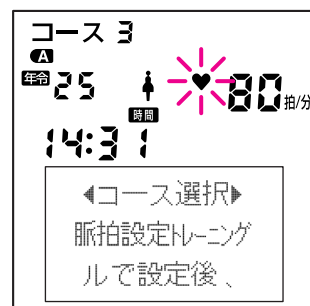 コース 3
A
年令 25 80 拍/分
時間
14:31
◀コース選択▶
脈拍設定トレーニング
ルで設定後、